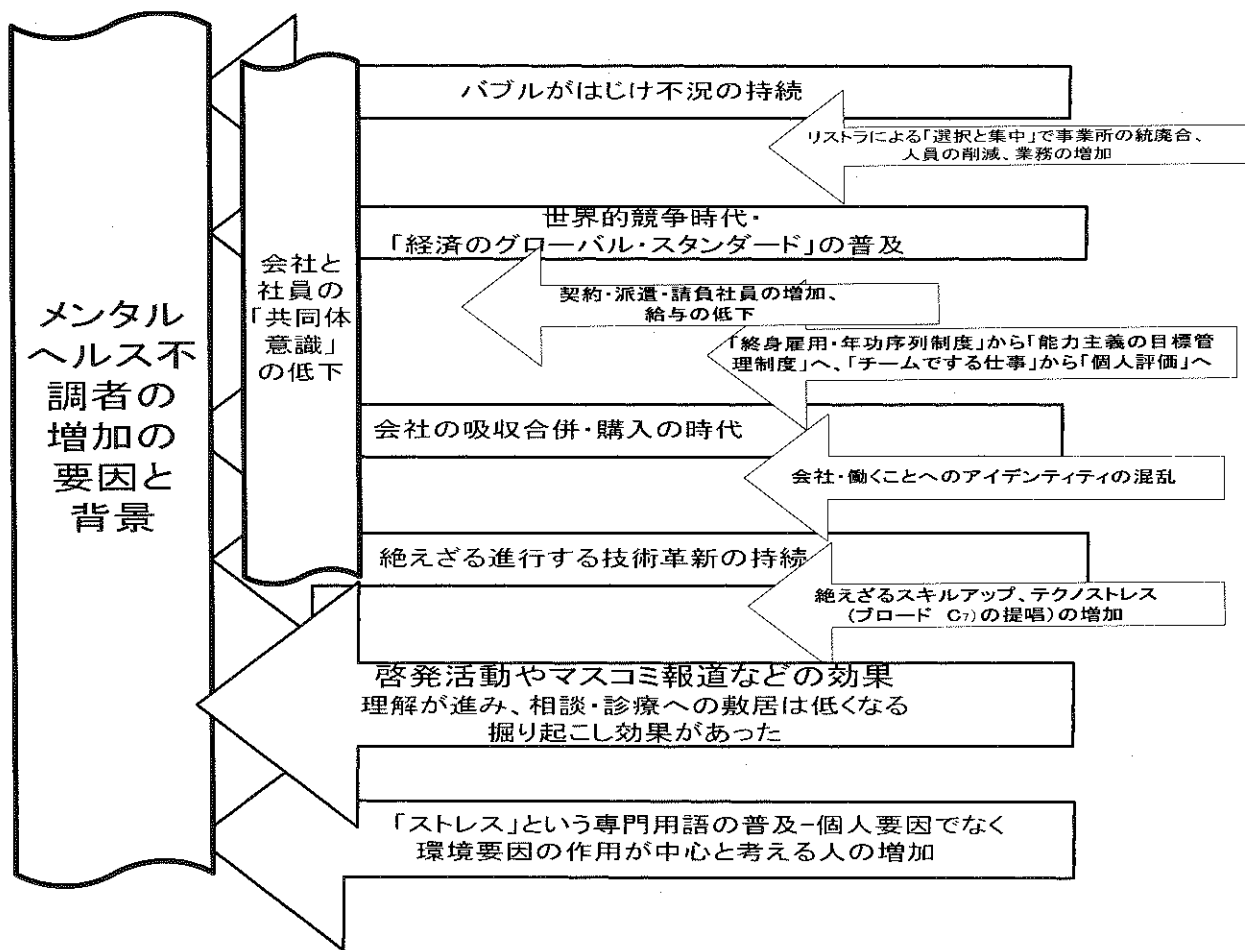 メンタル
ヘルス不
調者の
増加の
要因と
背景
会社と
社員の
「共同体
意識」
の低下
バブルがはじけ不況の持続
リストラによる「選択と集中」で事業所の統廃合、
人員の削減、業務の増加
世界的競争時代・
「経済のグローバル・スタンダード」の普及
契約・派遣・請負社員の増加、
給与の低下
「終身雇用・年功序列制度」から「能力主義の目標管
理制度」へ、「チームでする仕事」から「個人評価」へ
会社の吸収合併・購入の時代
会社・働くことへのアイデンティティの混乱
絶えざる進行する技術革新の持続
絶えざるスキルアップ、テクノストレス
(ブロード C7)の提唱)の増加
啓発活動やマスコミ報道などの効果
理解が進み、相談・診療への敷居は低くなる
掘り起こし効果があった
「ストレス」という専門用語の普及-個人要因でなく
環境要因の作用が中心と考える人の増加